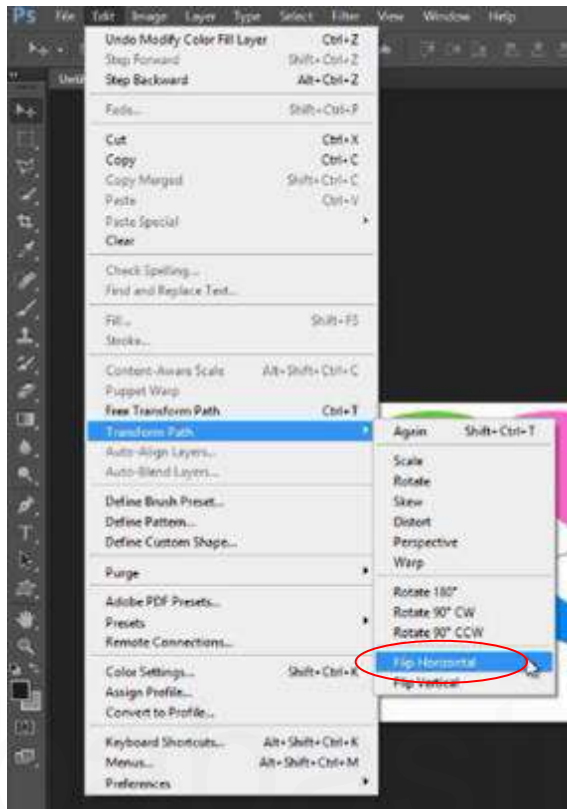 Ps File Edit Image Layer Type Select Filter View Window Help
Undo Modify Color Fill Layer Ctrl+Z
Step Forward Shift+Ctrl+Z
Step Backward Alt+Ctrl+Z
Fade... Shift+Ctrl+F
Cut Ctrl+X
Copy Ctrl+C
Copy Merged Shift+Ctrl+C
Paste Ctrl+V
Paste Special
Clear
Check Spelling...
Find and Replace Text...
Fill... Shift+F5
Stroke...
Content-Aware Scale Alt+Shift+Ctrl+C
Puppet Warp
Free Transform Path Ctrl+T
Transform Path
Auto-Align Layers...
Auto-Blend Layers...
Define Brush Preset...
Define Pattern...
Define Custom Shape...
Purge
Adobe PDF Presets...
Presets
Remote Connections...
Color Settings... Shift+Ctrl+K
Assign Profile...
Convert to Profile...
Keyboard Shortcuts... Alt+Shift+Ctrl+K
Menus... Alt+Shift+Ctrl+M
Preferences
Again Shift+Ctrl+T
Scale
Rotate
Skew
Distort
Perspective
Warp
Rotate 180°
Rotate 90° CW
Rotate 90° CCW
Flip Horizontal
Flip Vertical